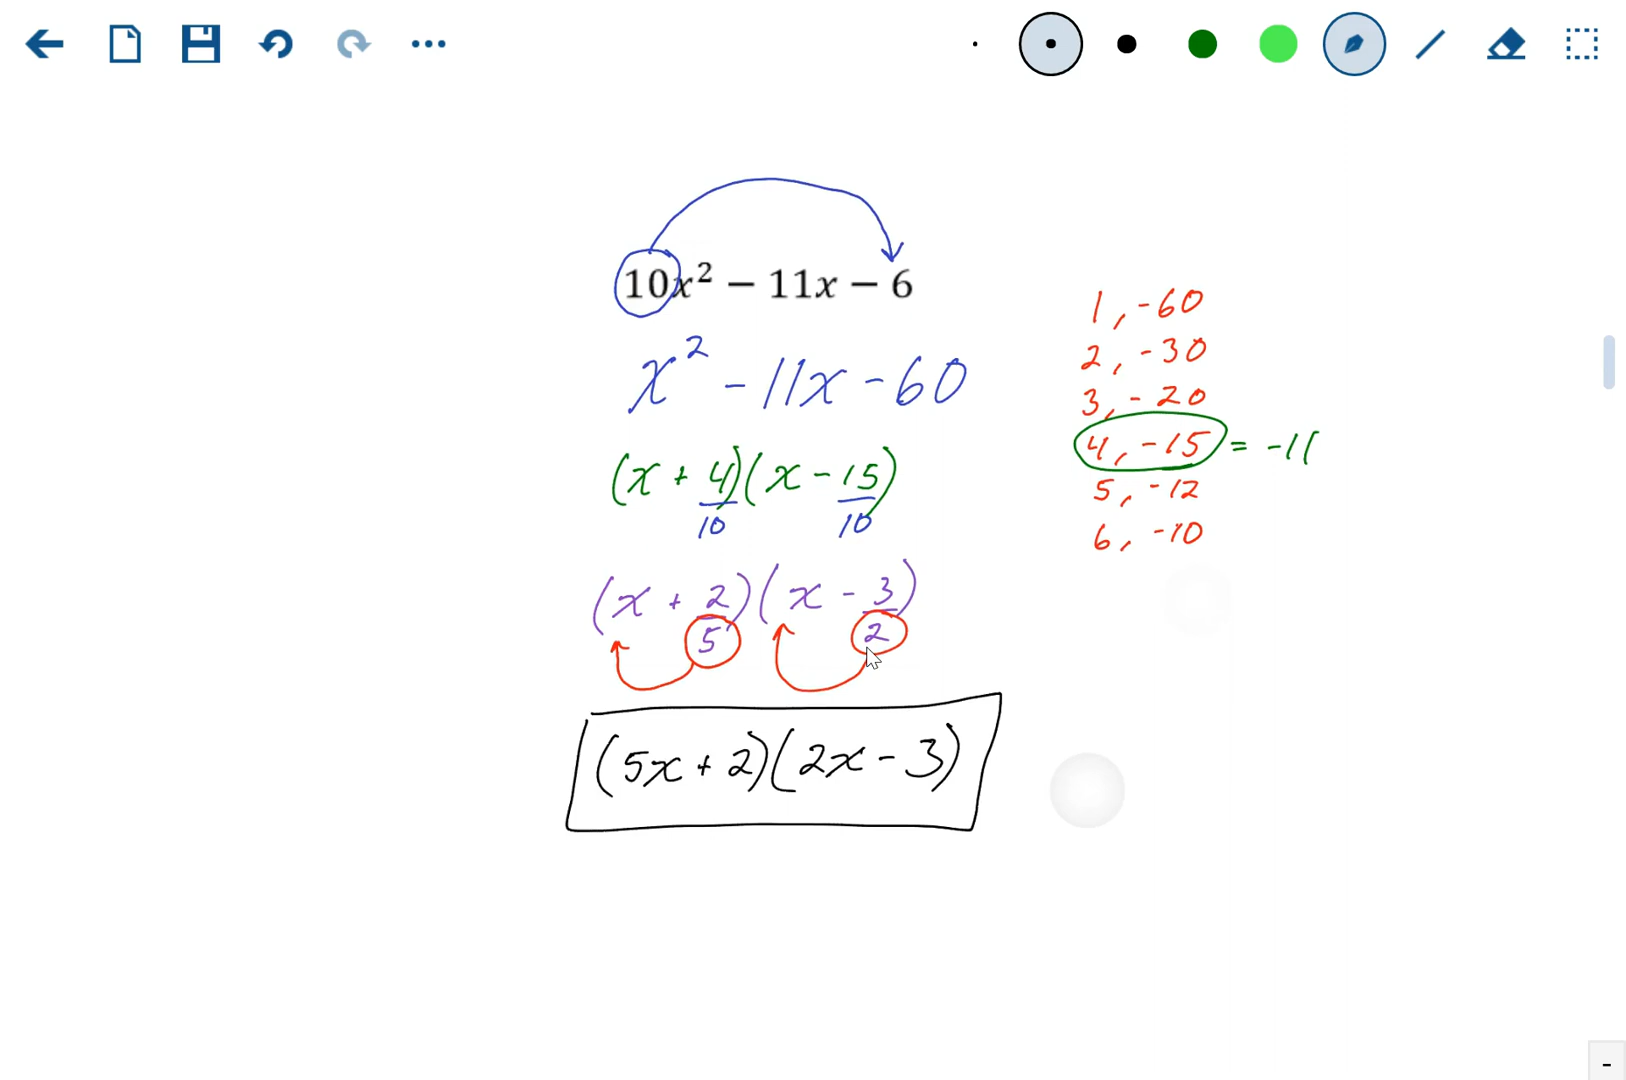 10x² − 11x − 6
x² - 11x - 60
(x + 4/10)(x - 15/10)
(x + 2/5)(x - 3/2)
(5x + 2)(2x - 3)
1, -60
2, -30
3, -20
4, -15 = -11
5, -12
6, -10